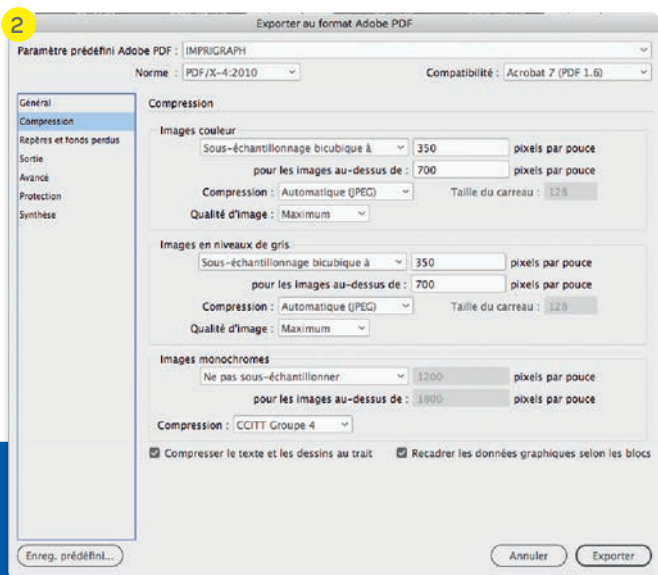 2
Exporter au format Adobe PDF
Paramètre prédéfini Adobe PDF : IMPRIGRAPH
Norme : PDF/X-4:2010 Compatibilité : Acrobat 7 (PDF 1.6)
Général
Compression
Repères et fonds perdus
Sortie
Avancé
Protection
Synthèse
Compression
Images couleur
Sous-échantillonnage bicubique à 350 pixels par pouce
pour les images au-dessus de : 700
Compression : Automatique (JPEG) Taille du carreau : 128
Qualité d'image : Maximum
Images en niveaux de gris
Sous-échantillonnage bicubique à 350 pixels par pouce
pour les images au-dessus de : 700 pixels par pouce
Compression : Automatique (JPEG) Taille du carreau : 128
Qualité d'image : Maximum
Images monochromes
Ne pas sous-échantillonner 1200 pixels par pouce
pour les images au-dessus de : 1800 pixels par pouce
Compression : CCITT Groupe 4
Compresser le texte et les dessins au trait Recadrer les données graphiques selon les blocs
Enreg. prédéfini... Annuler Exporter